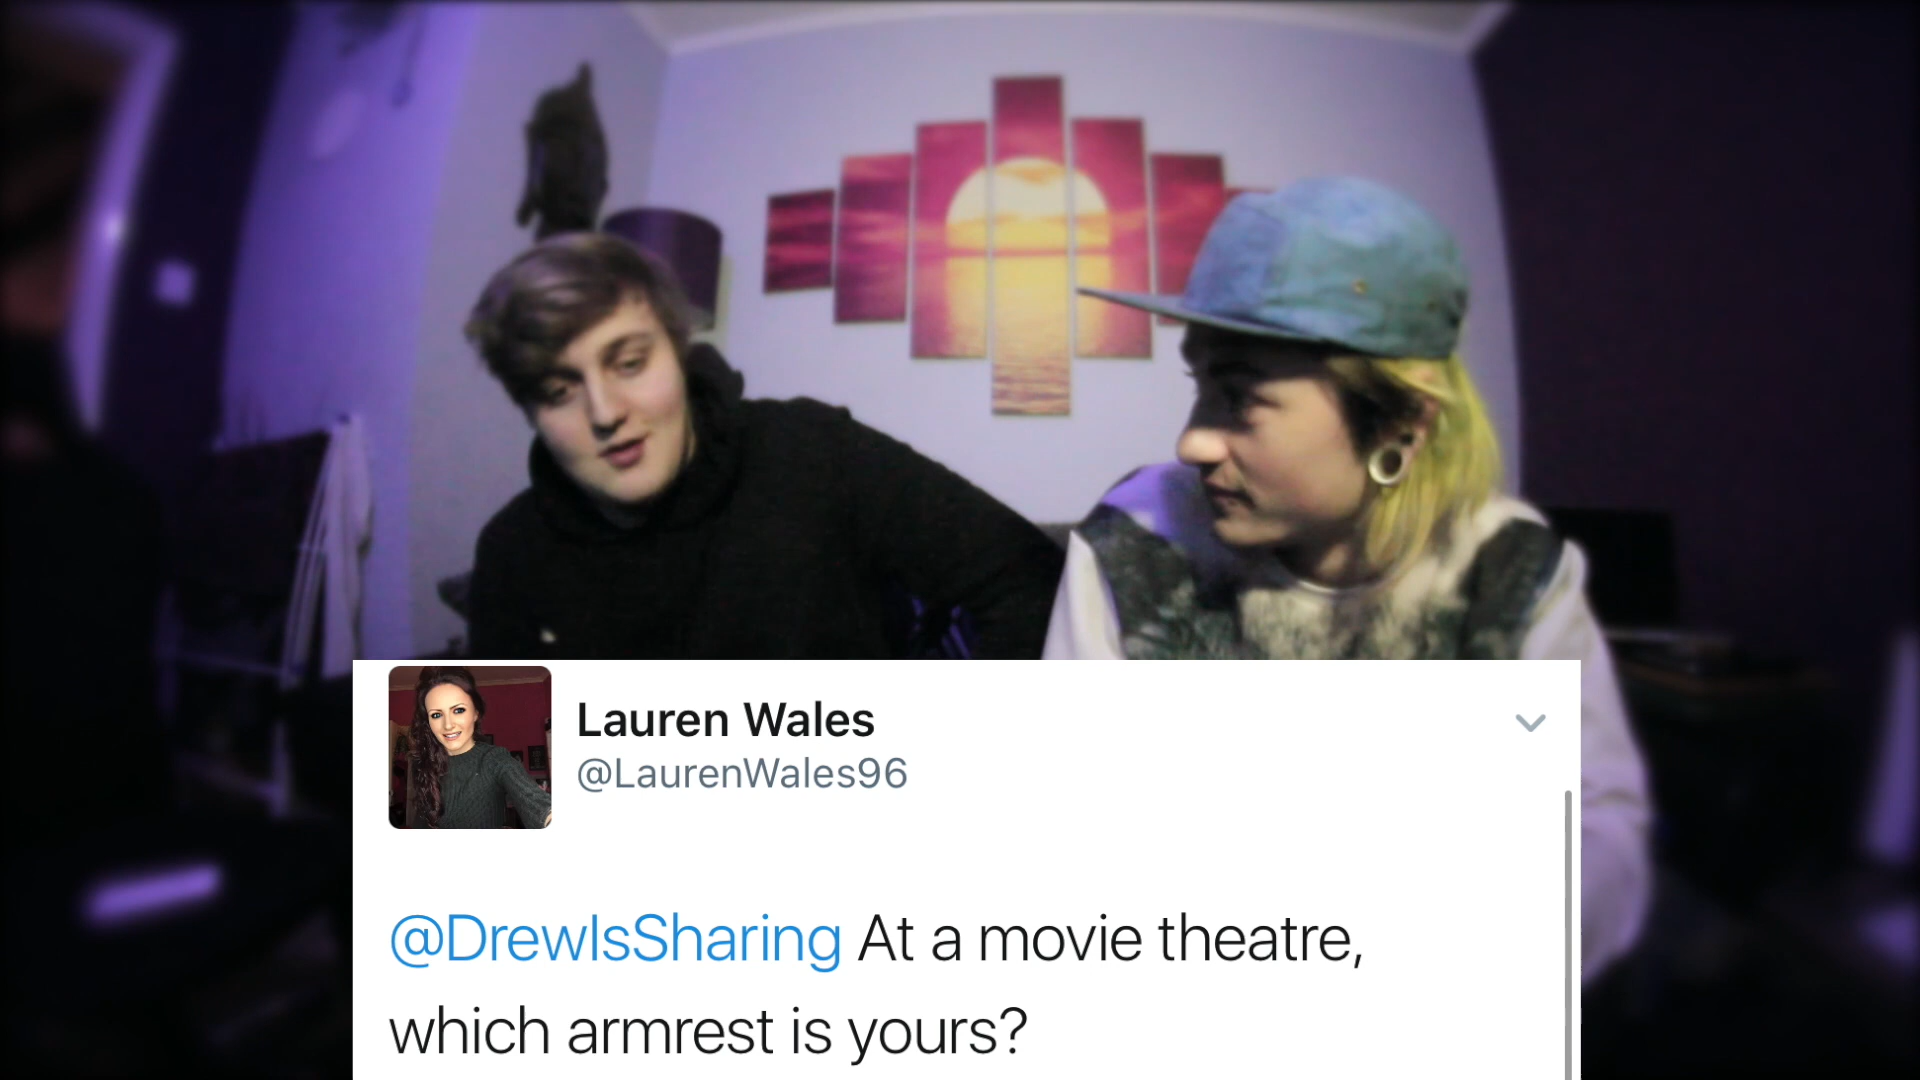 Lauren Wales
@LaurenWales96
@DrewIsSharing At a movie theatre,
which armrest is yours?